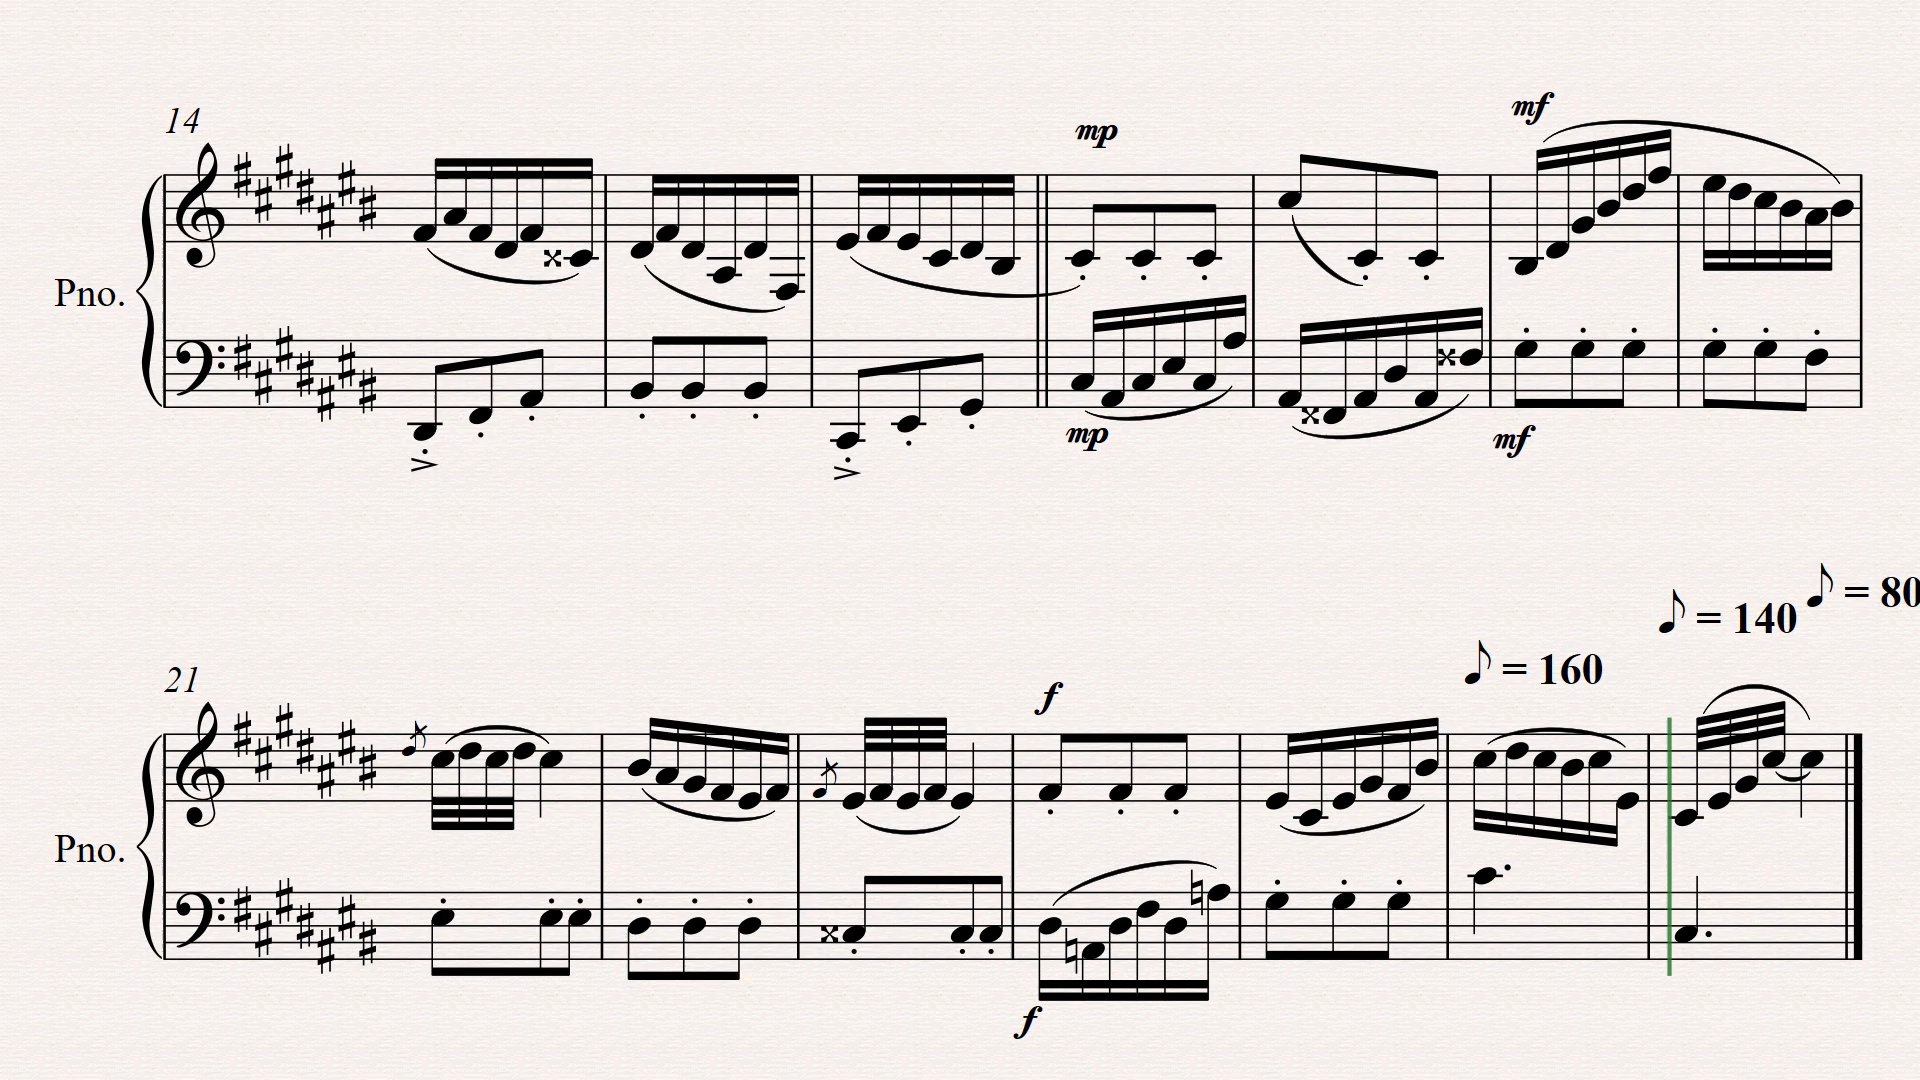 14
mp
mf
Pno.
mp
mf
21
f
♪ = 160
♪ = 140
♪ = 80
Pno.
f